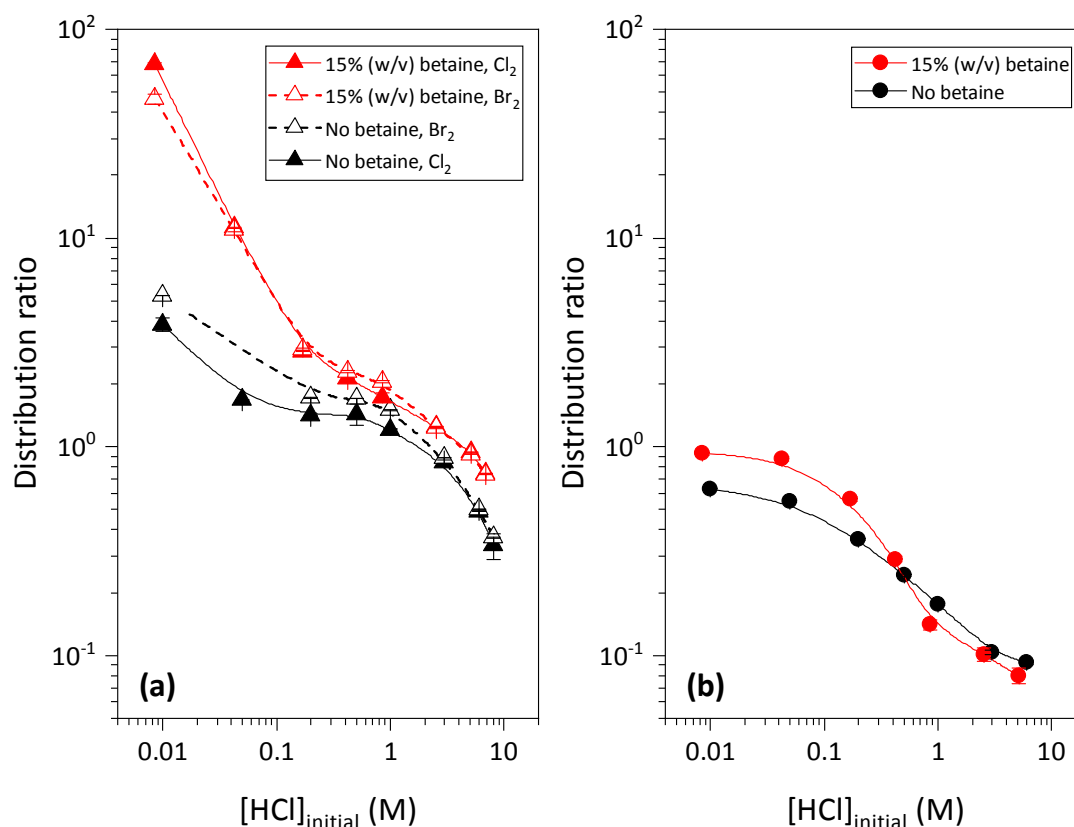 10²
10¹
10⁰
10⁻¹
Distribution ratio
15% (w/v) betaine, Cl₂
15% (w/v) betaine, Br₂
No betaine, Br₂
No betaine, Cl₂
(a)
0.01 0.1 1 10
[HCl]initial (M)
10²
10¹
10⁰
10⁻¹
Distribution ratio
15% (w/v) betaine
No betaine
(b)
0.01 0.1 1 10
[HCl]initial (M)